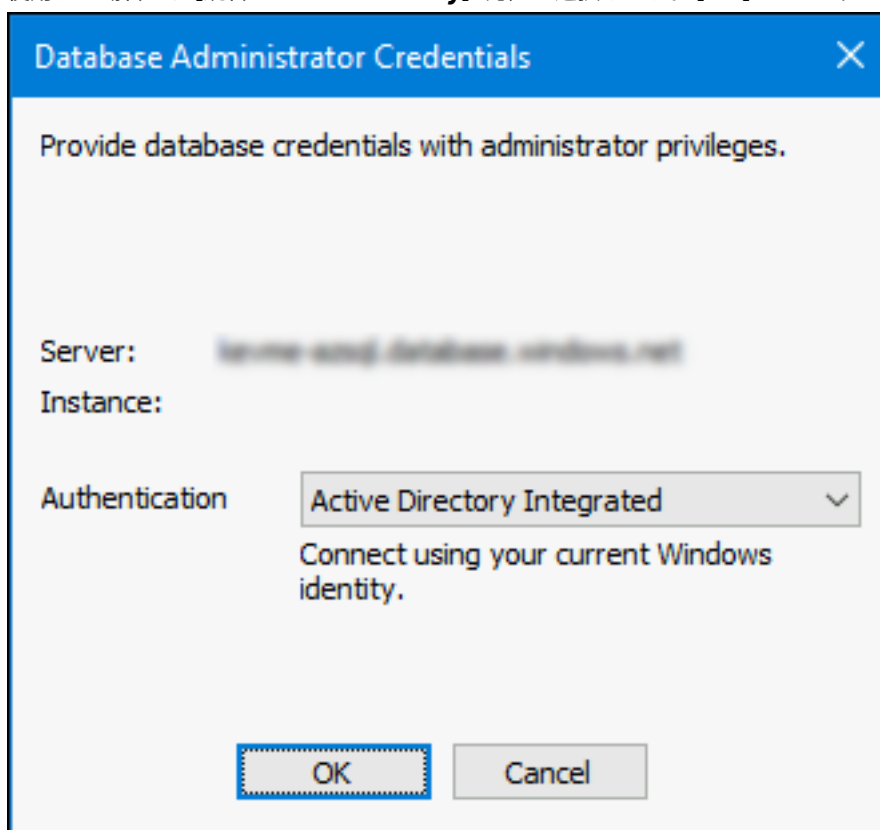 Database Administrator Credentials
Provide database credentials with administrator privileges.
Server:
Instance:
Authentication
Active Directory Integrated
Connect using your current Windows
identity.
OK
Cancel